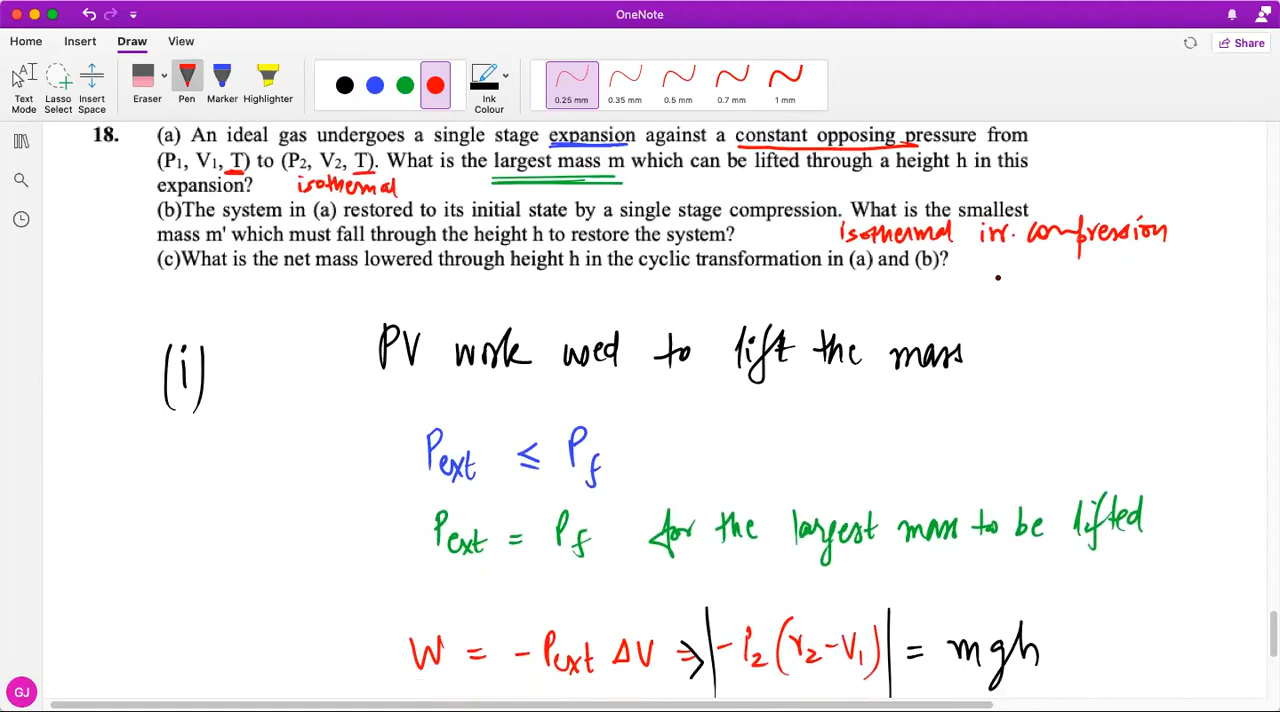 OneNote
Home Insert Draw View
Share
Text Mode
Lasso Select
Insert Space
Eraser
Pen
Marker
Highlighter
Ink Colour
0.25 mm
0.35 mm
0.5 mm
0.7 mm
1 mm
18. (a) An ideal gas undergoes a single stage expansion against a constant opposing pressure from
(P1, V1, T) to (P2, V2, T). What is the largest mass m which can be lifted through a height h in this
expansion? isothermal
(b)The system in (a) restored to its initial state by a single stage compression. What is the smallest
mass m' which must fall through the height h to restore the system? isothermal irr. compression
(c)What is the net mass lowered through height h in the cyclic transformation in (a) and (b)?
(i) PV work used to lift the mass
Pext ≤ Pf
Pext = Pf for the largest mass to be lifted
W = - Pext ΔV ⇒ |- P2 (V2 - V1)| = mgh
GJ